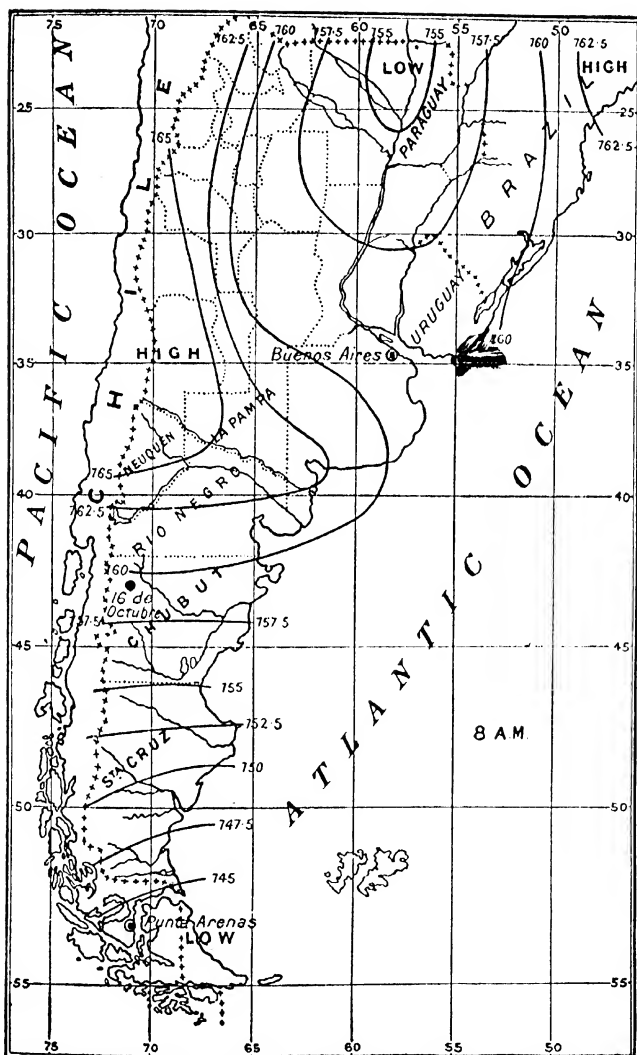 75
70
65
60
55
50
762.5
760
757.5
755
755
757.5
760
762.5
LOW
HIGH
25
25
PACIFIC OCEAN
CHILE
PARAGUAY
BRAZIL
762.5
765
30
30
URUGUAY
HIGH
Buenos Aires
760
35
35
LA PAMPA
NEUQUEN
765
ATLANTIC OCEAN
40
40
762.5
RIO NEGRO
760
16 de
Octubre
CHUBUT
757.5
757.5
45
45
755
752.5
8 A.M.
STA CRUZ
750
50
50
747.5
745
Punta Arenas
LOW
55
55
75
70
65
60
55
50